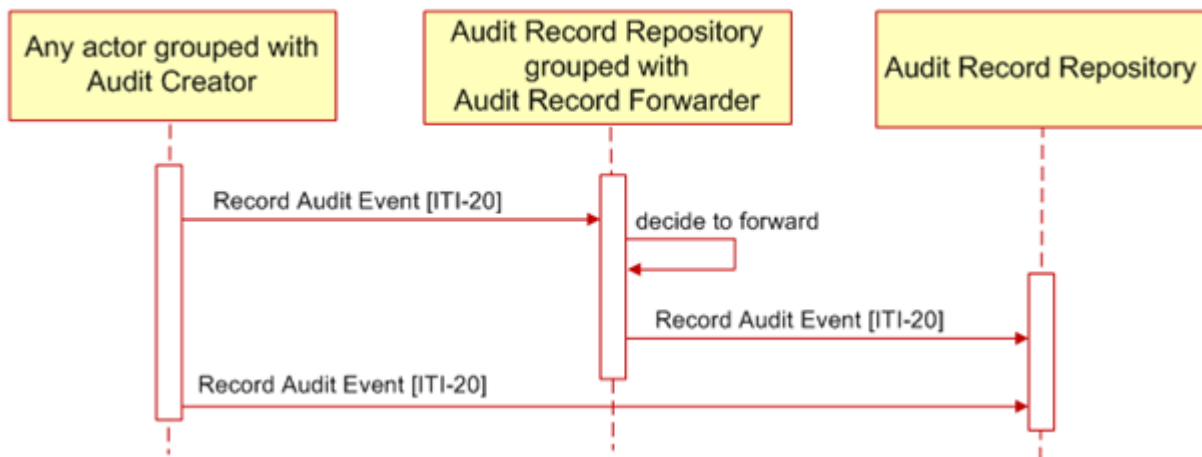 Any actor grouped with
Audit Creator
Audit Record Repository
grouped with
Audit Record Forwarder
Audit Record Repository
Record Audit Event [ITI-20]
decide to forward
Record Audit Event [ITI-20]
Record Audit Event [ITI-20]